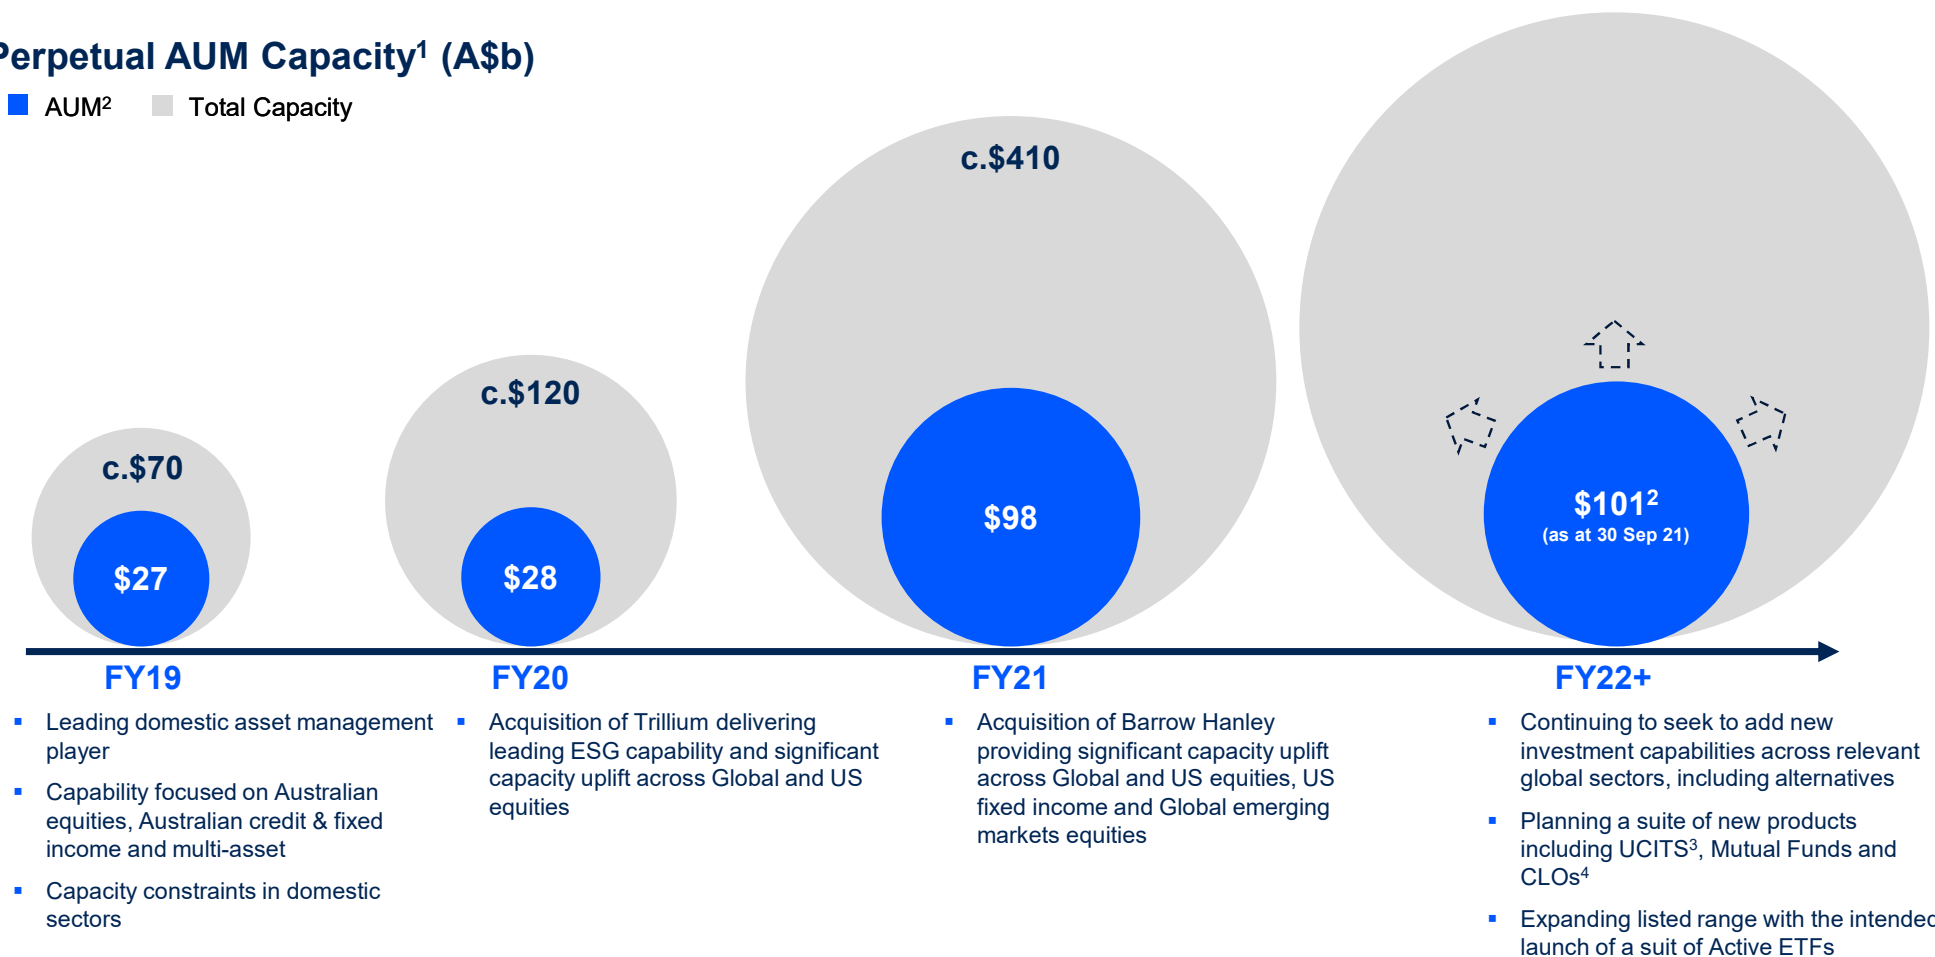 Perpetual AUM Capacity¹ (A$b)
AUM² Total Capacity
c.$70
$27
c.$120
$28
c.$410
$98
$101²
(as at 30 Sep 21)
FY19
FY20
FY21
FY22+
▪ Leading domestic asset management
player
▪ Capability focused on Australian
equities, Australian credit & fixed
income and multi-asset
▪ Capacity constraints in domestic
sectors
▪ Acquisition of Trillium delivering
leading ESG capability and significant
capacity uplift across Global and US
equities
▪ Acquisition of Barrow Hanley
providing significant capacity uplift
across Global and US equities, US
fixed income and Global emerging
markets equities
▪ Continuing to seek to add new
investment capabilities across relevant
global sectors, including alternatives
▪ Planning a suite of new products
including UCITS³, Mutual Funds and
CLOs⁴
▪ Expanding listed range with the intended
launch of a suit of Active ETFs